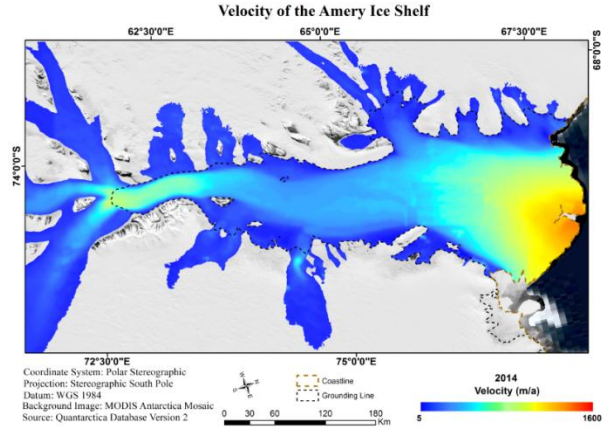 Velocity of the Amery Ice Shelf
62°30'0"E
65°0'0"E
67°30'0"E
68°0'0"S
74°0'0"S
72°30'0"E
75°0'0"E
Coordinate System: Polar Stereographic
Projection: Stereographic South Pole
Datum: WGS 1984
Background Image: MODIS Antarctica Mosaic
Source: Quantarctica Database Version 2
N
Coastline
Grounding Line
0 30 60 120 180
Km
2014
Velocity (m/a)
5 1600